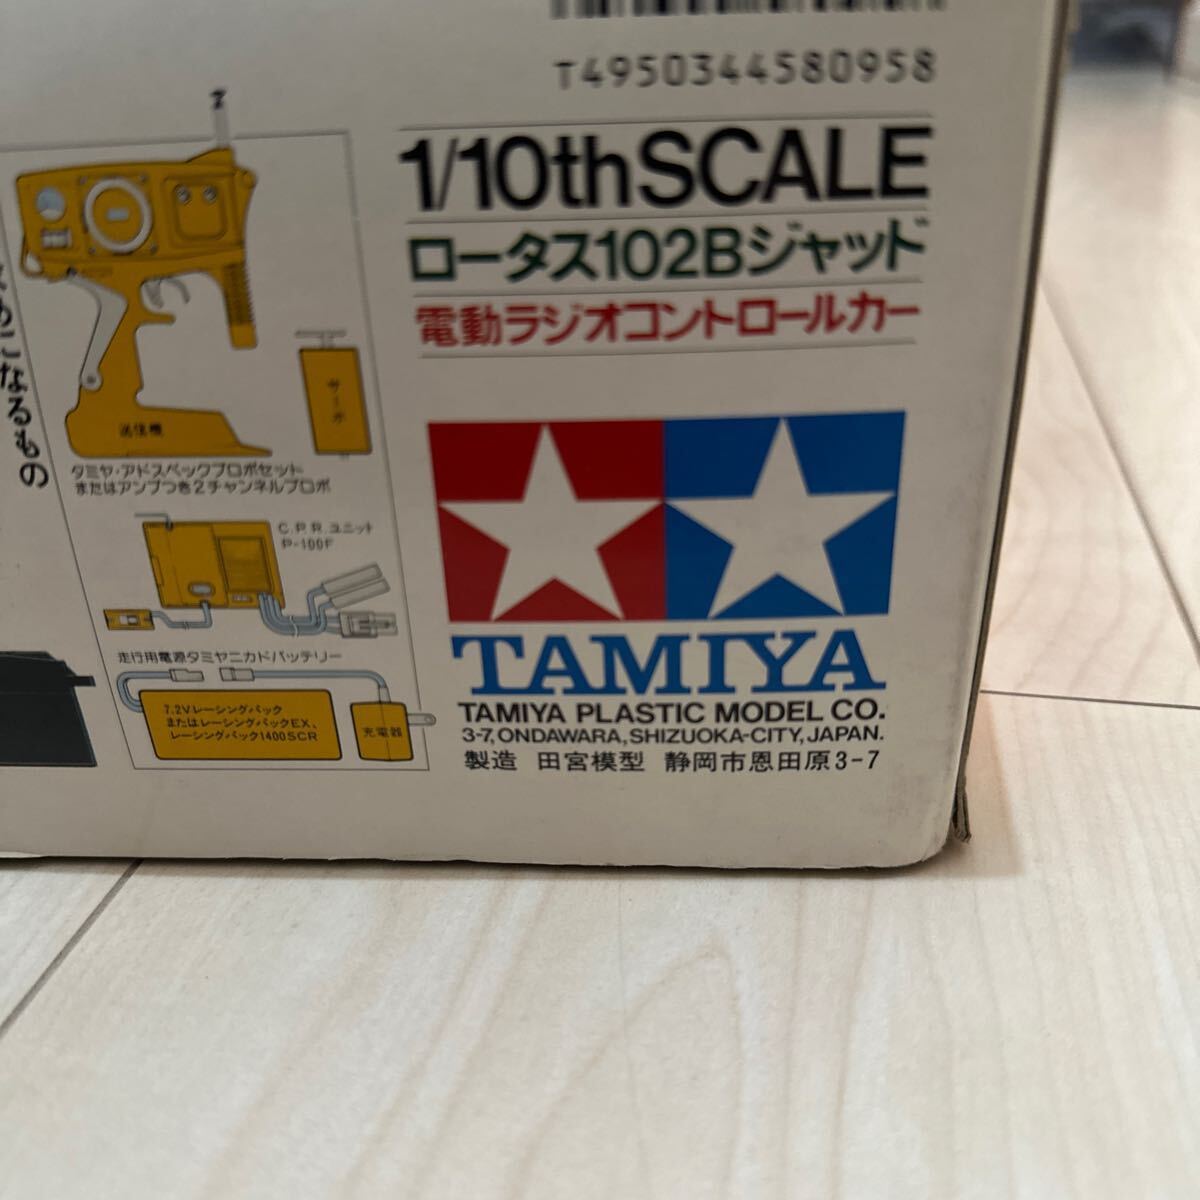 T4950344580958
1/10thSCALE
ロータス102Bジャッド
電動ラジオコントロールカー
めになるもの
送信機
サーボ
タミヤ・アドスペックプロポセット
またはアンプつき2チャンネルプロポ
C.P.R.ユニット
P-100F
走行用電源タミヤニカドバッテリー
7.2Vレーシングパック
またはレーシングパックEX、
レーシングパック1400SCR
充電器
TAMIYA
TAMIYA PLASTIC MODEL CO.
3-7, ONDAWARA, SHIZUOKA-CITY, JAPAN.
製造 田宮模型 静岡市恩田原3-7